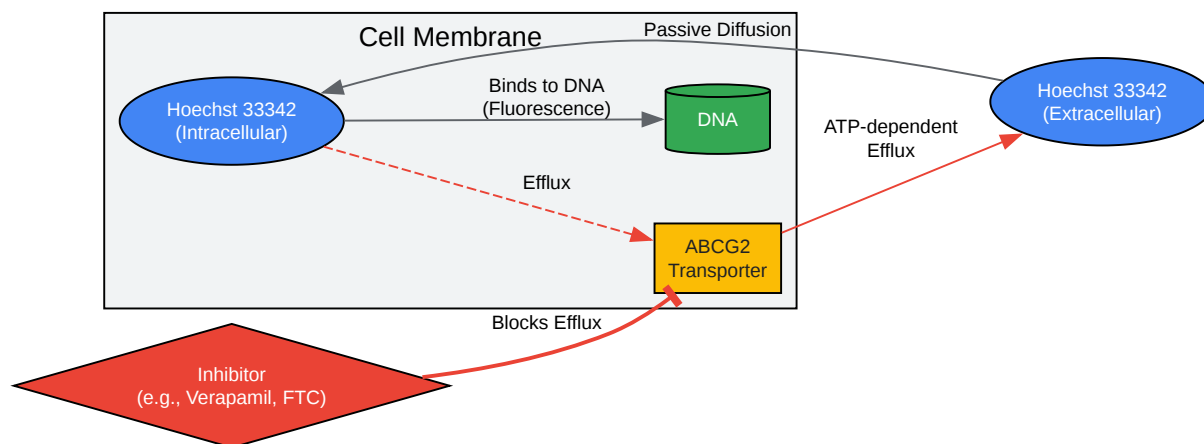 Cell Membrane
Passive Diffusion
Hoechst 33342
(Intracellular)
Binds to DNA
(Fluorescence)
DNA
Hoechst 33342
(Extracellular)
ATP-dependent
Efflux
Efflux
ABCG2
Transporter
Blocks Efflux
Inhibitor
(e.g., Verapamil, FTC)